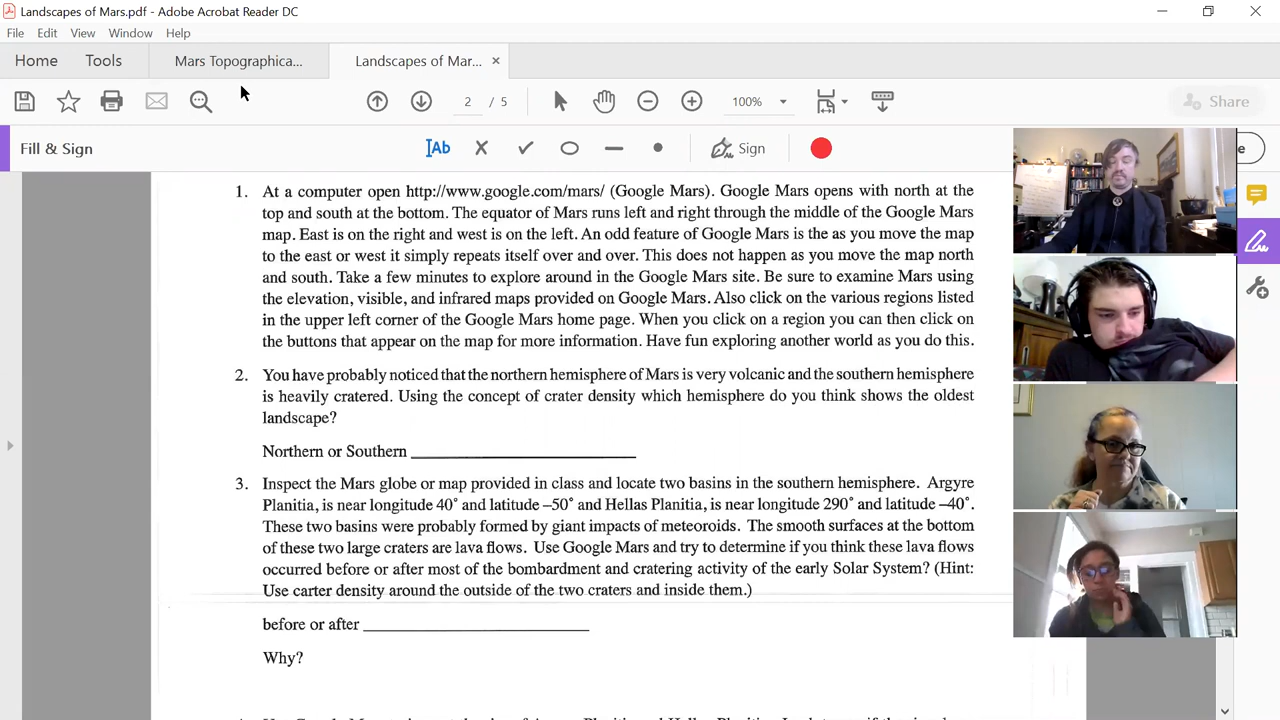 Landscapes of Mars.pdf - Adobe Acrobat Reader DC
File Edit View Window Help
Home Tools Mars Topographica... Landscapes of Mar... ×
2 / 5 100% Share
Fill & Sign Ab Sign
1. At a computer open http://www.google.com/mars/ (Google Mars). Google Mars opens with north at the
top and south at the bottom. The equator of Mars runs left and right through the middle of the Google Mars
map. East is on the right and west is on the left. An odd feature of Google Mars is the as you move the map
to the east or west it simply repeats itself over and over. This does not happen as you move the map north
and south. Take a few minutes to explore around in the Google Mars site. Be sure to examine Mars using
the elevation, visible, and infrared maps provided on Google Mars. Also click on the various regions listed
in the upper left corner of the Google Mars home page. When you click on a region you can then click on
the buttons that appear on the map for more information. Have fun exploring another world as you do this.
2. You have probably noticed that the northern hemisphere of Mars is very volcanic and the southern hemisphere
is heavily cratered. Using the concept of crater density which hemisphere do you think shows the oldest
landscape?
Northern or Southern
3. Inspect the Mars globe or map provided in class and locate two basins in the southern hemisphere. Argyre
Planitia, is near longitude 40° and latitude –50° and Hellas Planitia, is near longitude 290° and latitude –40°.
These two basins were probably formed by giant impacts of meteoroids. The smooth surfaces at the bottom
of these two large craters are lava flows. Use Google Mars and try to determine if you think these lava flows
occurred before or after most of the bombardment and cratering activity of the early Solar System? (Hint:
Use carter density around the outside of the two craters and inside them.)
before or after
Why?